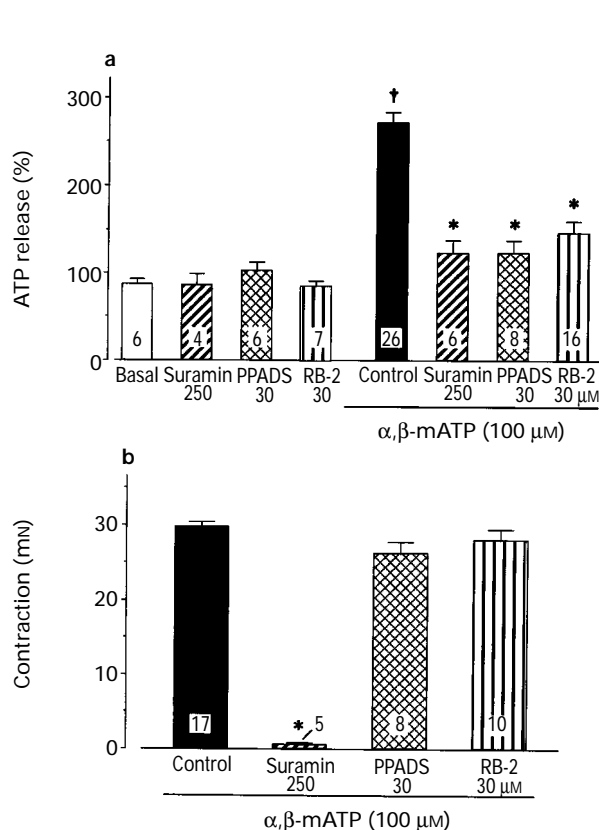 a
ATP release (%)
300
200
100
0
†
*
*
*
6
4
6
7
26
6
8
16
Basal Suramin PPADS RB-2 Control Suramin PPADS RB-2
250 30 30 250 30 30 μM
α,β-mATP (100 μM)
b
Contraction (mN)
30
20
10
0
* 5
17
8
10
Control Suramin PPADS RB-2
250 30 30 μM
α,β-mATP (100 μM)